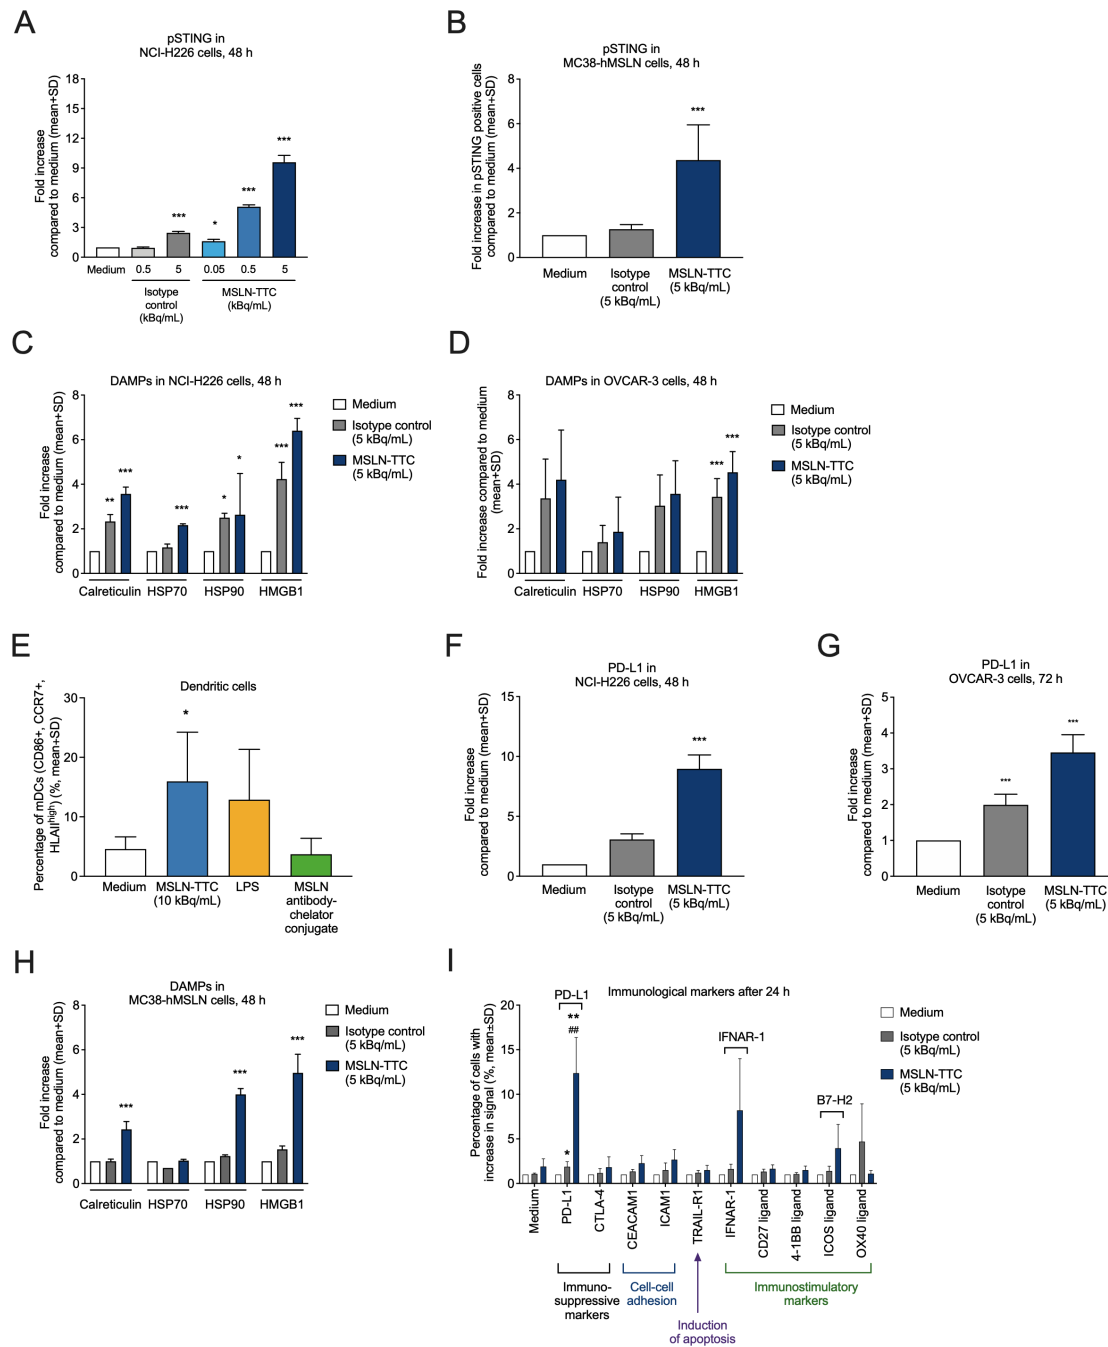 A
pSTING in
NCI-H226 cells, 48 h
Fold increase
compared to medium (mean+SD)
18
15
12
9
6
3
0
***
*
***
***
Medium
0.5
5
0.05
0.5
5
Isotype
control
(kBq/mL)
MSLN-TTC
(kBq/mL)
B
pSTING in
MC38-hMSLN cells, 48 h
Fold increase in pSTING positive cells
compared to medium (mean+SD)
8
6
4
2
0
***
Medium
Isotype
control
(5 kBq/mL)
MSLN-TTC
(5 kBq/mL)
C
DAMPs in NCI-H226 cells, 48 h
Fold increase
compared to medium (mean+SD)
8
6
4
2
0
**
***
***
*
*
***
***
Calreticulin
HSP70
HSP90
HMGB1
Medium
Isotype control
(5 kBq/mL)
MSLN-TTC
(5 kBq/mL)
D
DAMPs in OVCAR-3 cells, 48 h
Fold increase compared to medium
(mean+SD)
8
6
4
2
0
***
***
Calreticulin
HSP70
HSP90
HMGB1
Medium
Isotype control
(5 kBq/mL)
MSLN-TTC
(5 kBq/mL)
E
Dendritic cells
Percentage of mDCs (CD86+, CCR7+,
HLAIIhigh) (%, mean+SD)
30
20
10
0
*
Medium
MSLN-TTC
(10 kBq/mL)
LPS
MSLN
antibody-
chelator
conjugate
F
PD-L1 in
NCI-H226 cells, 48 h
Fold increase
compared to medium (mean+SD)
15
10
5
0
***
Medium
Isotype
control
(5 kBq/mL)
MSLN-TTC
(5 kBq/mL)
G
PD-L1 in
OVCAR-3 cells, 72 h
Fold increase
compared to medium (mean+SD)
5
4
3
2
1
0
***
***
Medium
Isotype
control
(5 kBq/mL)
MSLN-TTC
(5 kBq/mL)
H
DAMPs in
MC38-hMSLN cells, 48 h
Fold increase
compared to medium (mean+SD)
8
6
4
2
0
***
***
***
Calreticulin
HSP70
HSP90
HMGB1
Medium
Isotype control
(5 kBq/mL)
MSLN-TTC
(5 kBq/mL)
I
Immunological markers after 24 h
Percentage of cells with
increase in signal (%, mean±SD)
20
15
10
5
0
PD-L1
**
##
*
IFNAR-1
B7-H2
Medium
Isotype control
(5 kBq/mL)
MSLN-TTC
(5 kBq/mL)
Medium
PD-L1
CTLA-4
CEACAM1
ICAM1
TRAIL-R1
IFNAR-1
CD27 ligand
4-1BB ligand
ICOS ligand
OX40 ligand
Immuno-
suppressive
markers
Cell-cell
adhesion
Induction
of apoptosis
Immunostimulatory
markers